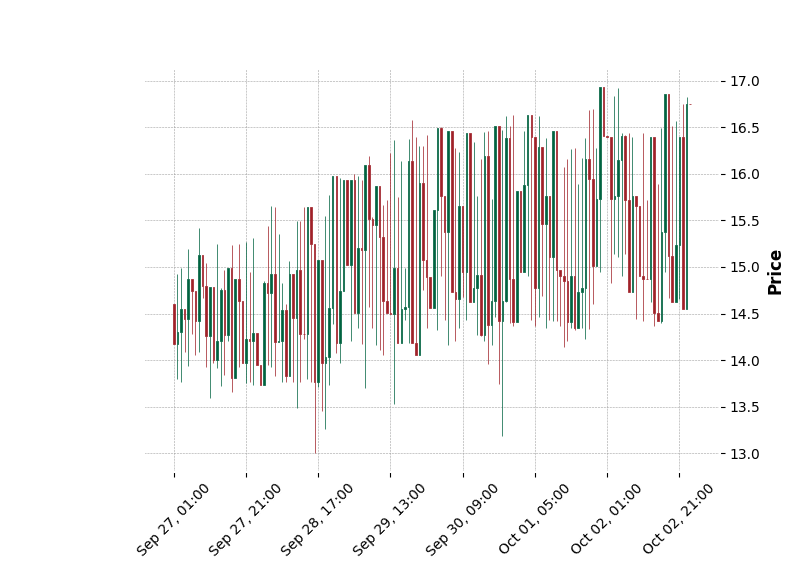 17.0
16.5
16.0
15.5
15.0
14.5
14.0
13.5
13.0
Price
Sep 27, 01:00
Sep 27, 21:00
Sep 28, 17:00
Sep 29, 13:00
Sep 30, 09:00
Oct 01, 05:00
Oct 02, 01:00
Oct 02, 21:00